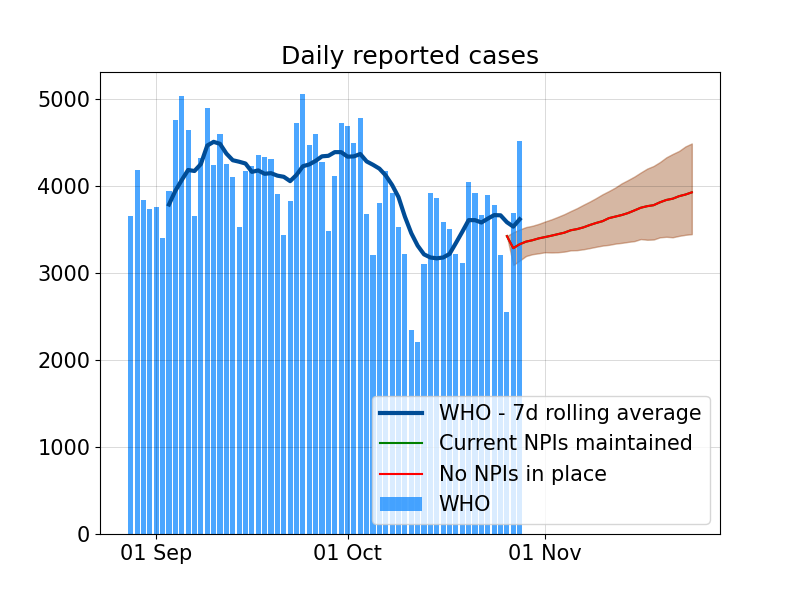 Daily reported cases
5000
4000
3000
2000
1000
0
01 Sep
01 Oct
01 Nov
WHO - 7d rolling average
Current NPIs maintained
No NPIs in place
WHO